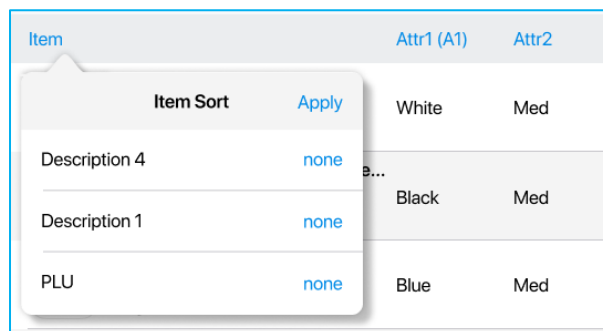 Item Attr1 (A1) Attr2
Item Sort Apply
White Med
Description 4 none
e...
Black Med
Description 1 none
PLU none
Blue Med